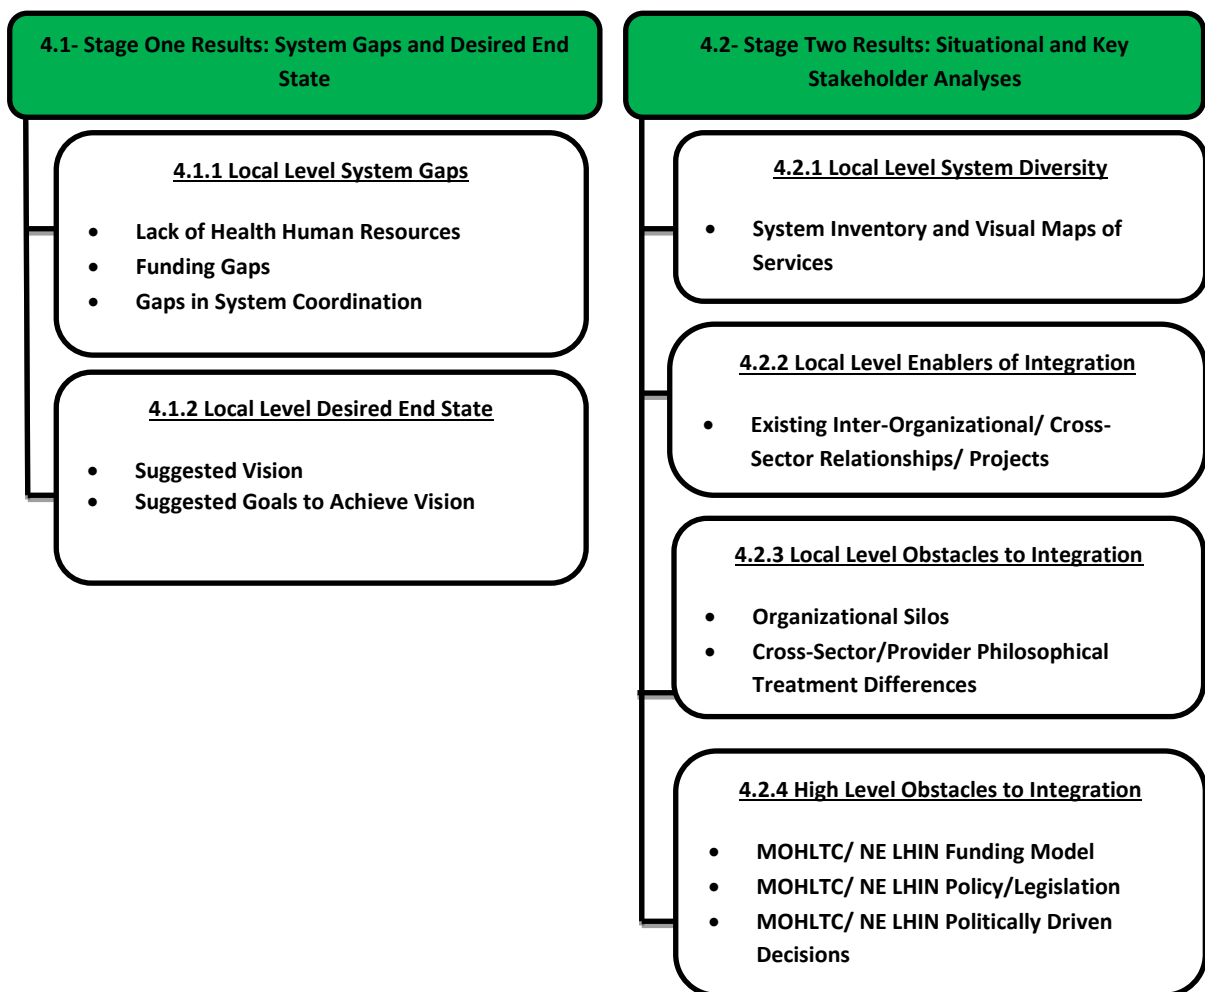 4.1- Stage One Results: System Gaps and Desired End
State
4.1.1 Local Level System Gaps
• Lack of Health Human Resources
• Funding Gaps
• Gaps in System Coordination
4.1.2 Local Level Desired End State
• Suggested Vision
• Suggested Goals to Achieve Vision
4.2- Stage Two Results: Situational and Key
Stakeholder Analyses
4.2.1 Local Level System Diversity
• System Inventory and Visual Maps of
Services
4.2.2 Local Level Enablers of Integration
• Existing Inter-Organizational/ Cross-
Sector Relationships/ Projects
4.2.3 Local Level Obstacles to Integration
• Organizational Silos
• Cross-Sector/Provider Philosophical
Treatment Differences
4.2.4 High Level Obstacles to Integration
• MOHLTC/ NE LHIN Funding Model
• MOHLTC/ NE LHIN Policy/Legislation
• MOHLTC/ NE LHIN Politically Driven
Decisions